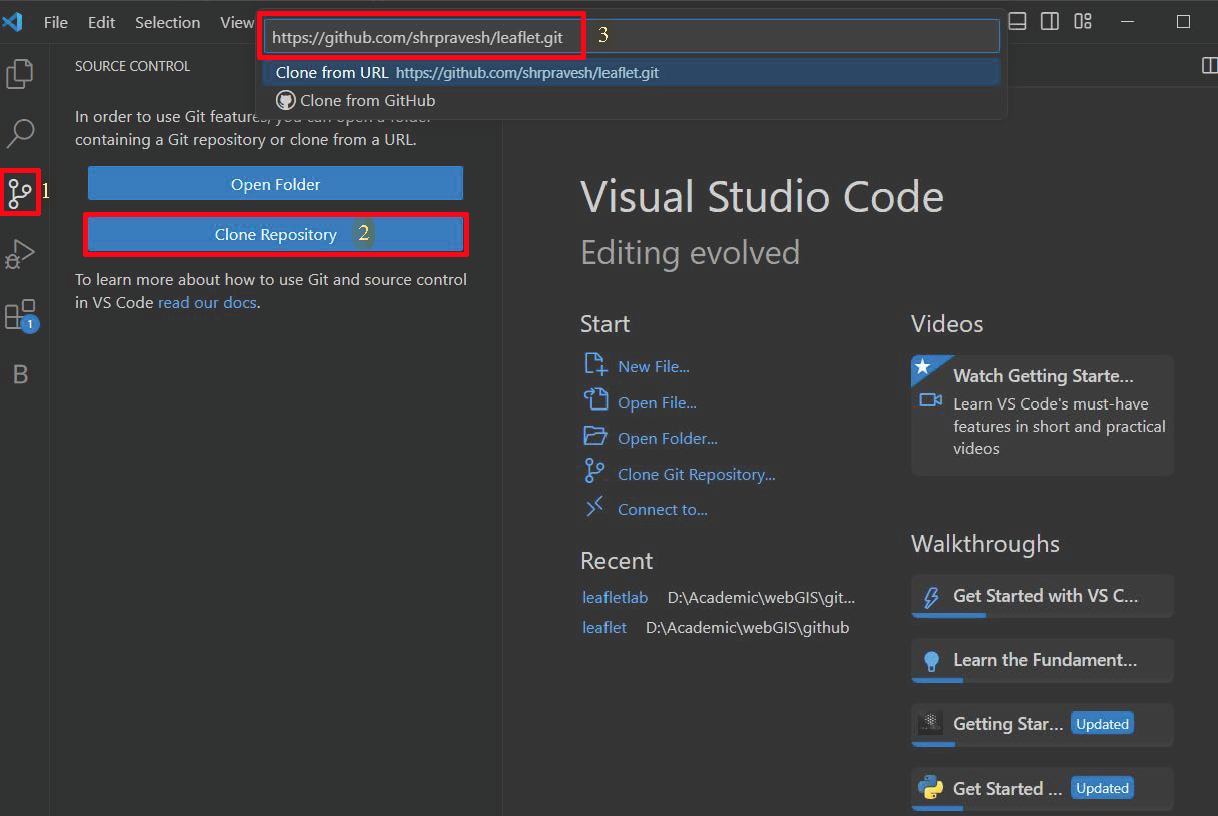 File Edit Selection View
https://github.com/shrpravesh/leaflet.git 3
Clone from URL https://github.com/shrpravesh/leaflet.git
Clone from GitHub
SOURCE CONTROL
In order to use Git features, you can open a folder
containing a Git repository or clone from a URL.
Open Folder
1
Clone Repository 2
To learn more about how to use Git and source control
in VS Code read our docs.
1
B
Visual Studio Code
Editing evolved
Start
New File...
Open File...
Open Folder...
Clone Git Repository...
Connect to...
Recent
leafletlab D:\Academic\webGIS\git...
leaflet D:\Academic\webGIS\github
Videos
Watch Getting Starte...
Learn VS Code's must-have
features in short and practical
videos
Walkthroughs
Get Started with VS C...
Learn the Fundament...
Getting Star... Updated
Get Started ... Updated